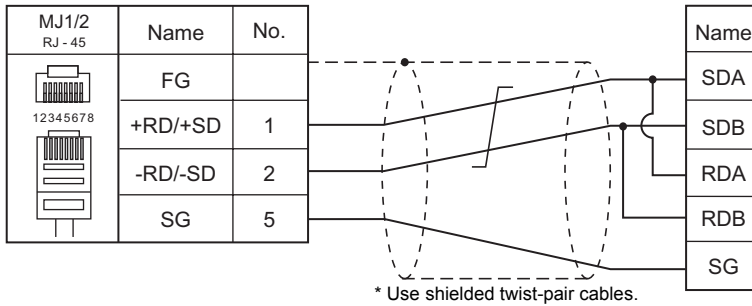 MJ1/2 Name No. Name
RJ - 45
FG SDA
12345678
+RD/+SD 1 SDB
-RD/-SD 2 RDA
RDB
SG 5
SG
* Use shielded twist-pair cables.